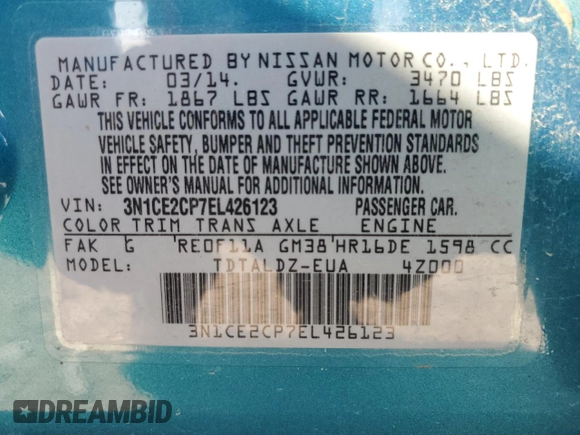 MANUFACTURED BY NISSAN MOTOR CO., LTD.
DATE: 03/14. GVWR: 3470 LBS
GAWR FR: 1867 LBS GAWR RR: 1664 LBS
THIS VEHICLE CONFORMS TO ALL APPLICABLE FEDERAL MOTOR
VEHICLE SAFETY, BUMPER AND THEFT PREVENTION STANDARDS
IN EFFECT ON THE DATE OF MANUFACTURE SHOWN ABOVE.
SEE OWNER'S MANUAL FOR ADDITIONAL INFORMATION.
VIN: 3N1CE2CP7EL426123 PASSENGER CAR.
COLOR TRIM TRANS AXLE ENGINE
FAK G RE0F11A GM38 HR16DE 1598 CC
MODEL: TDTALDZ-EUA 4Z000
3N1CE2CP7EL426123
DREAMBID